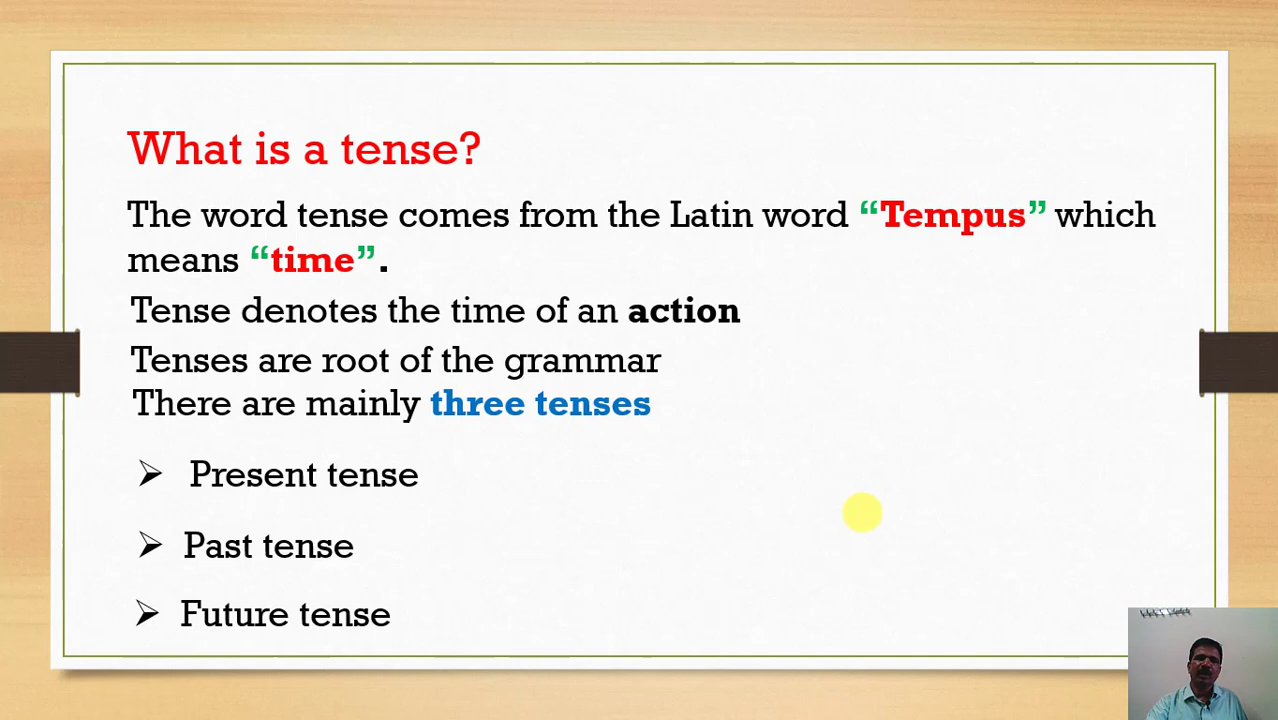 What is a tense?
The word tense comes from the Latin word “Tempus” which
means “time”.
Tense denotes the time of an action
Tenses are root of the grammar
There are mainly three tenses
➢ Present tense
➢ Past tense
➢ Future tense